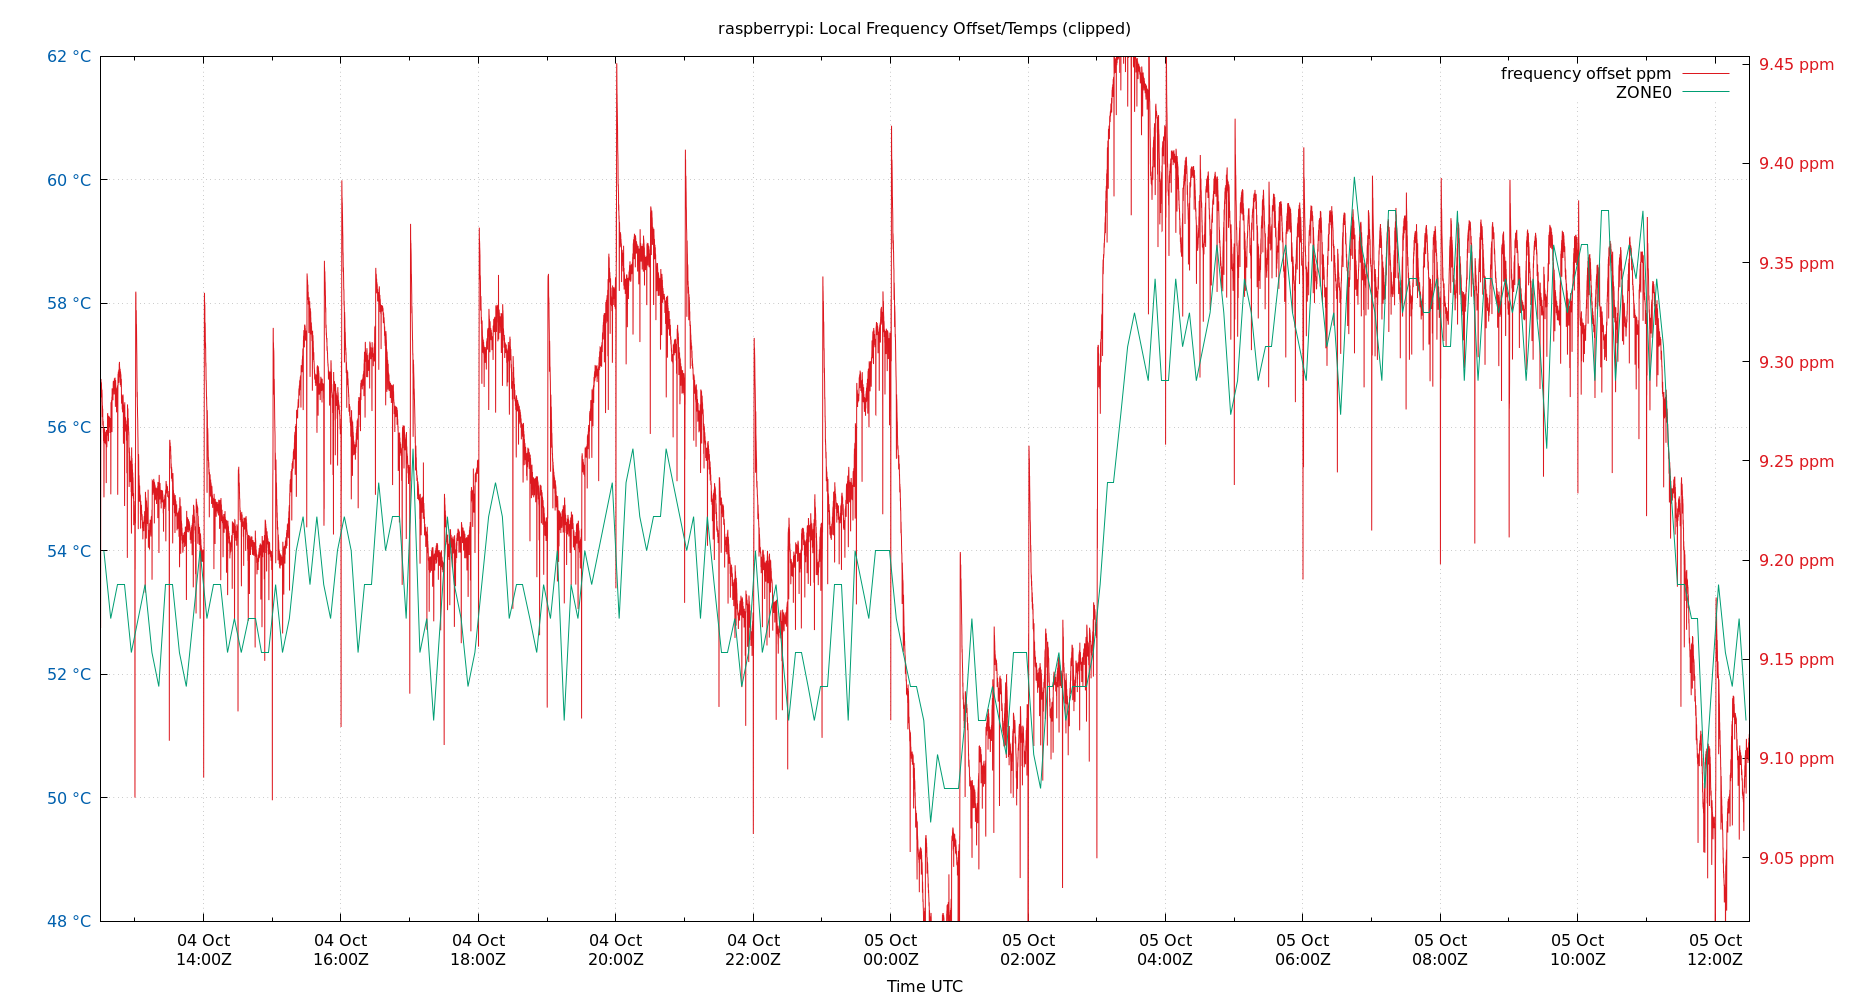 raspberrypi: Local Frequency Offset/Temps (clipped)
62 °C
60 °C
58 °C
56 °C
54 °C
52 °C
50 °C
48 °C
frequency offset ppm
ZONE0
9.45 ppm
9.40 ppm
9.35 ppm
9.30 ppm
9.25 ppm
9.20 ppm
9.15 ppm
9.10 ppm
9.05 ppm
04 Oct 04 Oct 04 Oct 04 Oct 04 Oct 05 Oct 05 Oct 05 Oct 05 Oct 05 Oct 05 Oct 05 Oct
14:00Z 16:00Z 18:00Z 20:00Z 22:00Z 00:00Z 02:00Z 04:00Z 06:00Z 08:00Z 10:00Z 12:00Z
Time UTC